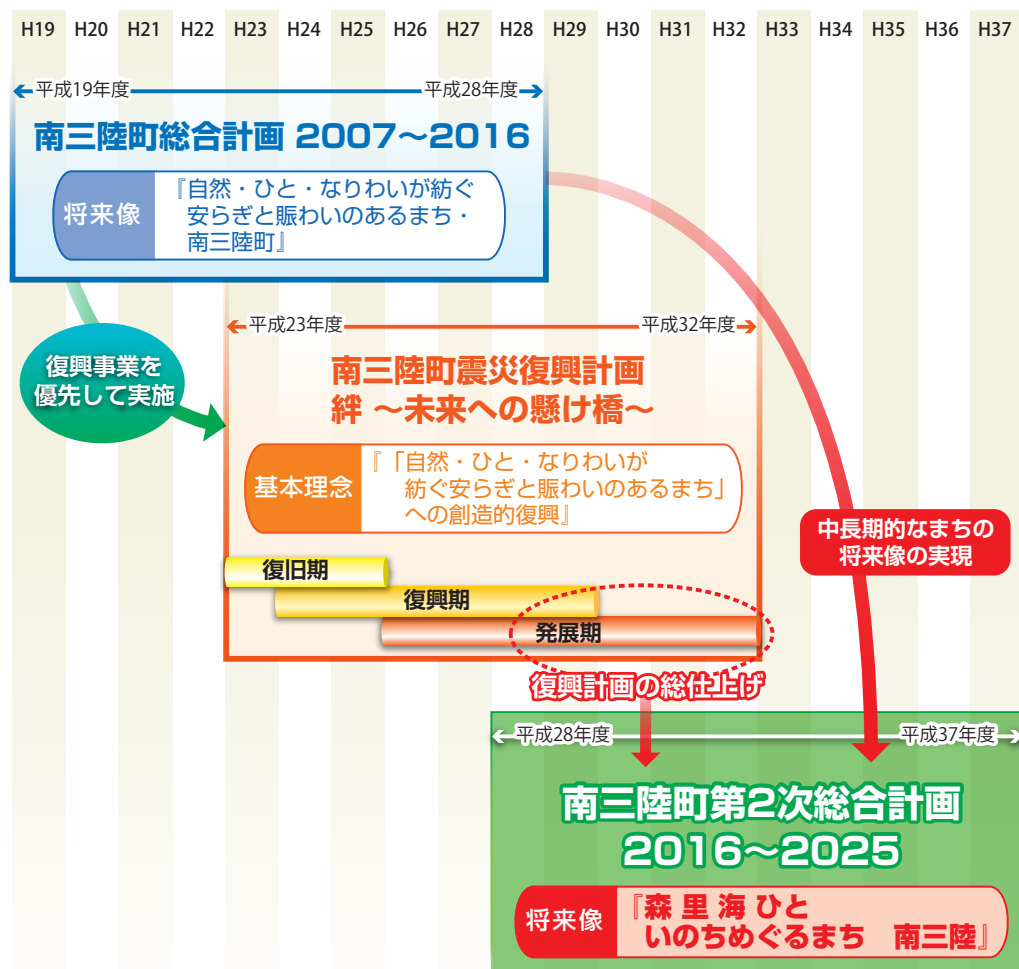 H19 H20 H21 H22 H23 H24 H25 H26 H27 H28 H29 H30 H31 H32 H33 H34 H35 H36 H37
平成19年度 平成28年度
南三陸町総合計画 2007〜2016
将来像
『自然・ひと・なりわいが紡ぐ
安らぎと賑わいのあるまち・
南三陸町』
復興事業を
優先して実施
平成23年度 平成32年度
南三陸町震災復興計画
絆 〜未来への懸け橋〜
基本理念
『「自然・ひと・なりわいが
紡ぐ安らぎと賑わいのあるまち」
への創造的復興』
復旧期
復興期
発展期
復興計画の総仕上げ
中長期的なまちの
将来像の実現
平成28年度 平成37年度
南三陸町第2次総合計画
2016〜2025
将来像
『森 里 海 ひと
いのちめぐるまち 南三陸』